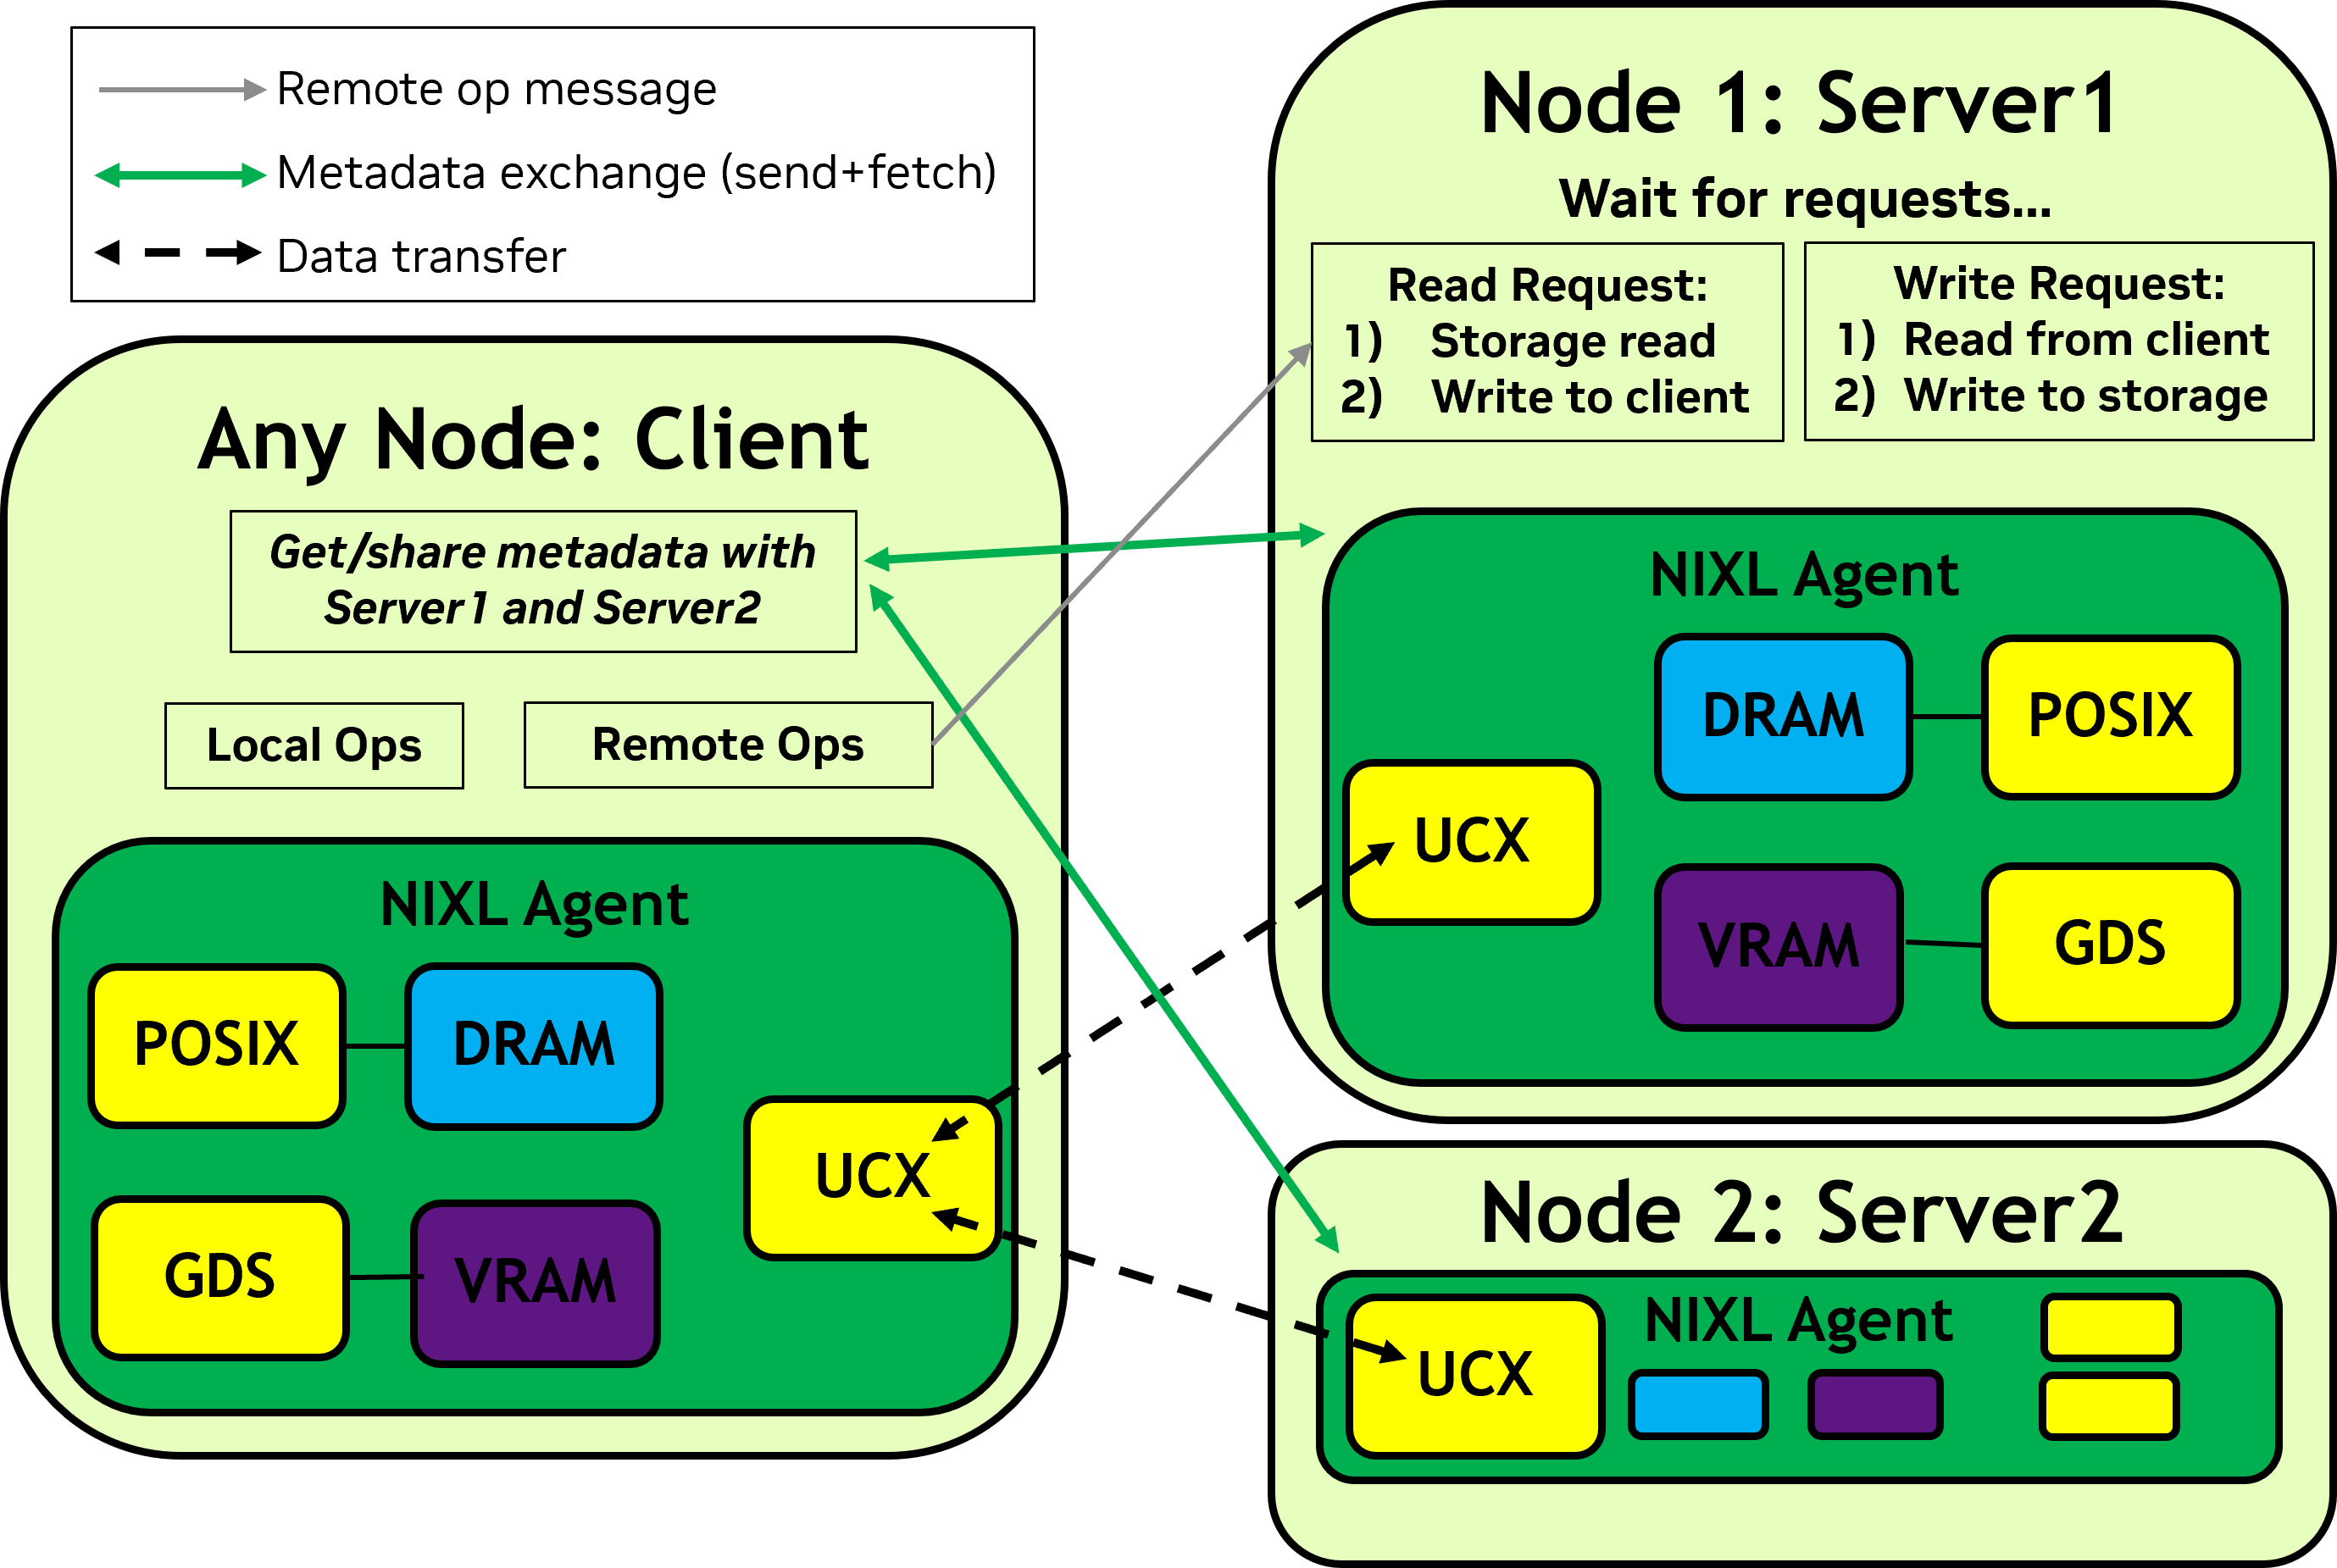 Remote op message
Metadata exchange (send+fetch)
Data transfer
Any Node: Client
Get/share metadata with
Server1 and Server2
Local Ops
Remote Ops
NIXL Agent
POSIX
DRAM
GDS
VRAM
UCX
Node 1: Server1
Wait for requests...
Read Request:
1) Storage read
2) Write to client
Write Request:
1) Read from client
2) Write to storage
NIXL Agent
DRAM
POSIX
UCX
VRAM
GDS
Node 2: Server2
NIXL Agent
UCX